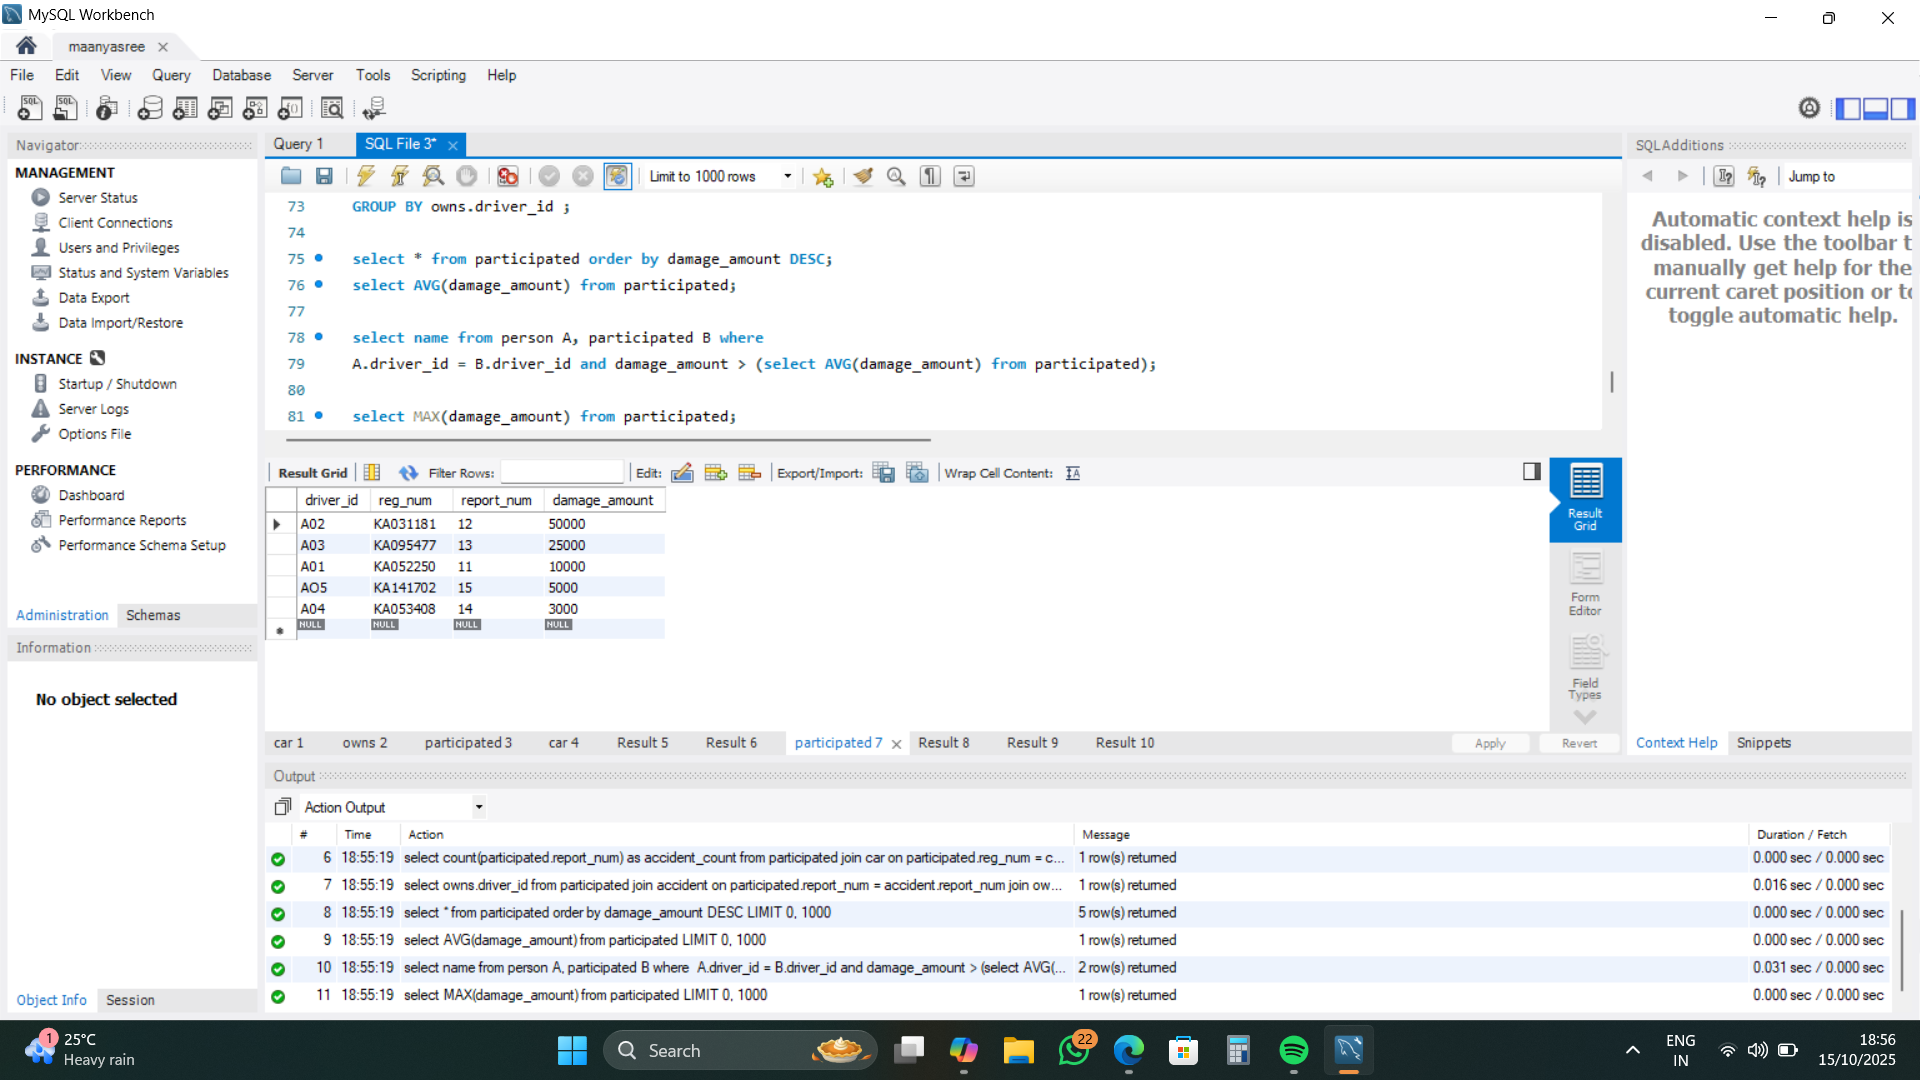 MySQL Workbench
maanyasree
File Edit View Query Database Server Tools Scripting Help
Navigator
MANAGEMENT
Server Status
Client Connections
Users and Privileges
Status and System Variables
Data Export
Data Import/Restore
INSTANCE
Startup / Shutdown
Server Logs
Options File
PERFORMANCE
Dashboard
Performance Reports
Performance Schema Setup
Administration Schemas
Information
No object selected
Object Info Session
Query 1 SQL File 3*
Limit to 1000 rows
73 GROUP BY owns.driver_id ;
74
75 select * from participated order by damage_amount DESC;
76 select AVG(damage_amount) from participated;
77
78 select name from person A, participated B where
79 A.driver_id = B.driver_id and damage_amount > (select AVG(damage_amount) from participated);
80
81 select MAX(damage_amount) from participated;
Result Grid Filter Rows: Edit: Export/Import: Wrap Cell Content:
driver_id reg_num report_num damage_amount
A02 KA031181 12 50000
A03 KA095477 13 25000
A01 KA052250 11 10000
AO5 KA141702 15 5000
A04 KA053408 14 3000
NULL NULL NULL NULL
Result
Grid
Form
Editor
Field
Types
car 1 owns 2 participated 3 car 4 Result 5 Result 6 participated 7 Result 8 Result 9 Result 10
Apply Revert
SQLAdditions
Jump to
Automatic context help is
disabled. Use the toolbar t
manually get help for the
current caret position or to
toggle automatic help.
Context Help Snippets
Output
Action Output
# Time Action Message Duration / Fetch
6 18:55:19 select count(participated.report_num) as accident_count from participated join car on participated.reg_num = c... 1 row(s) returned 0.000 sec / 0.000 sec
7 18:55:19 select owns.driver_id from participated join accident on participated.report_num = accident.report_num join ow... 1 row(s) returned 0.016 sec / 0.000 sec
8 18:55:19 select * from participated order by damage_amount DESC LIMIT 0, 1000 5 row(s) returned 0.000 sec / 0.000 sec
9 18:55:19 select AVG(damage_amount) from participated LIMIT 0, 1000 1 row(s) returned 0.000 sec / 0.000 sec
10 18:55:19 select name from person A, participated B where A.driver_id = B.driver_id and damage_amount > (select AVG(... 2 row(s) returned 0.031 sec / 0.000 sec
11 18:55:19 select MAX(damage_amount) from participated LIMIT 0, 1000 1 row(s) returned 0.000 sec / 0.000 sec
1
25°C
Heavy rain
Search
22
ENG
IN
18:56
15/10/2025